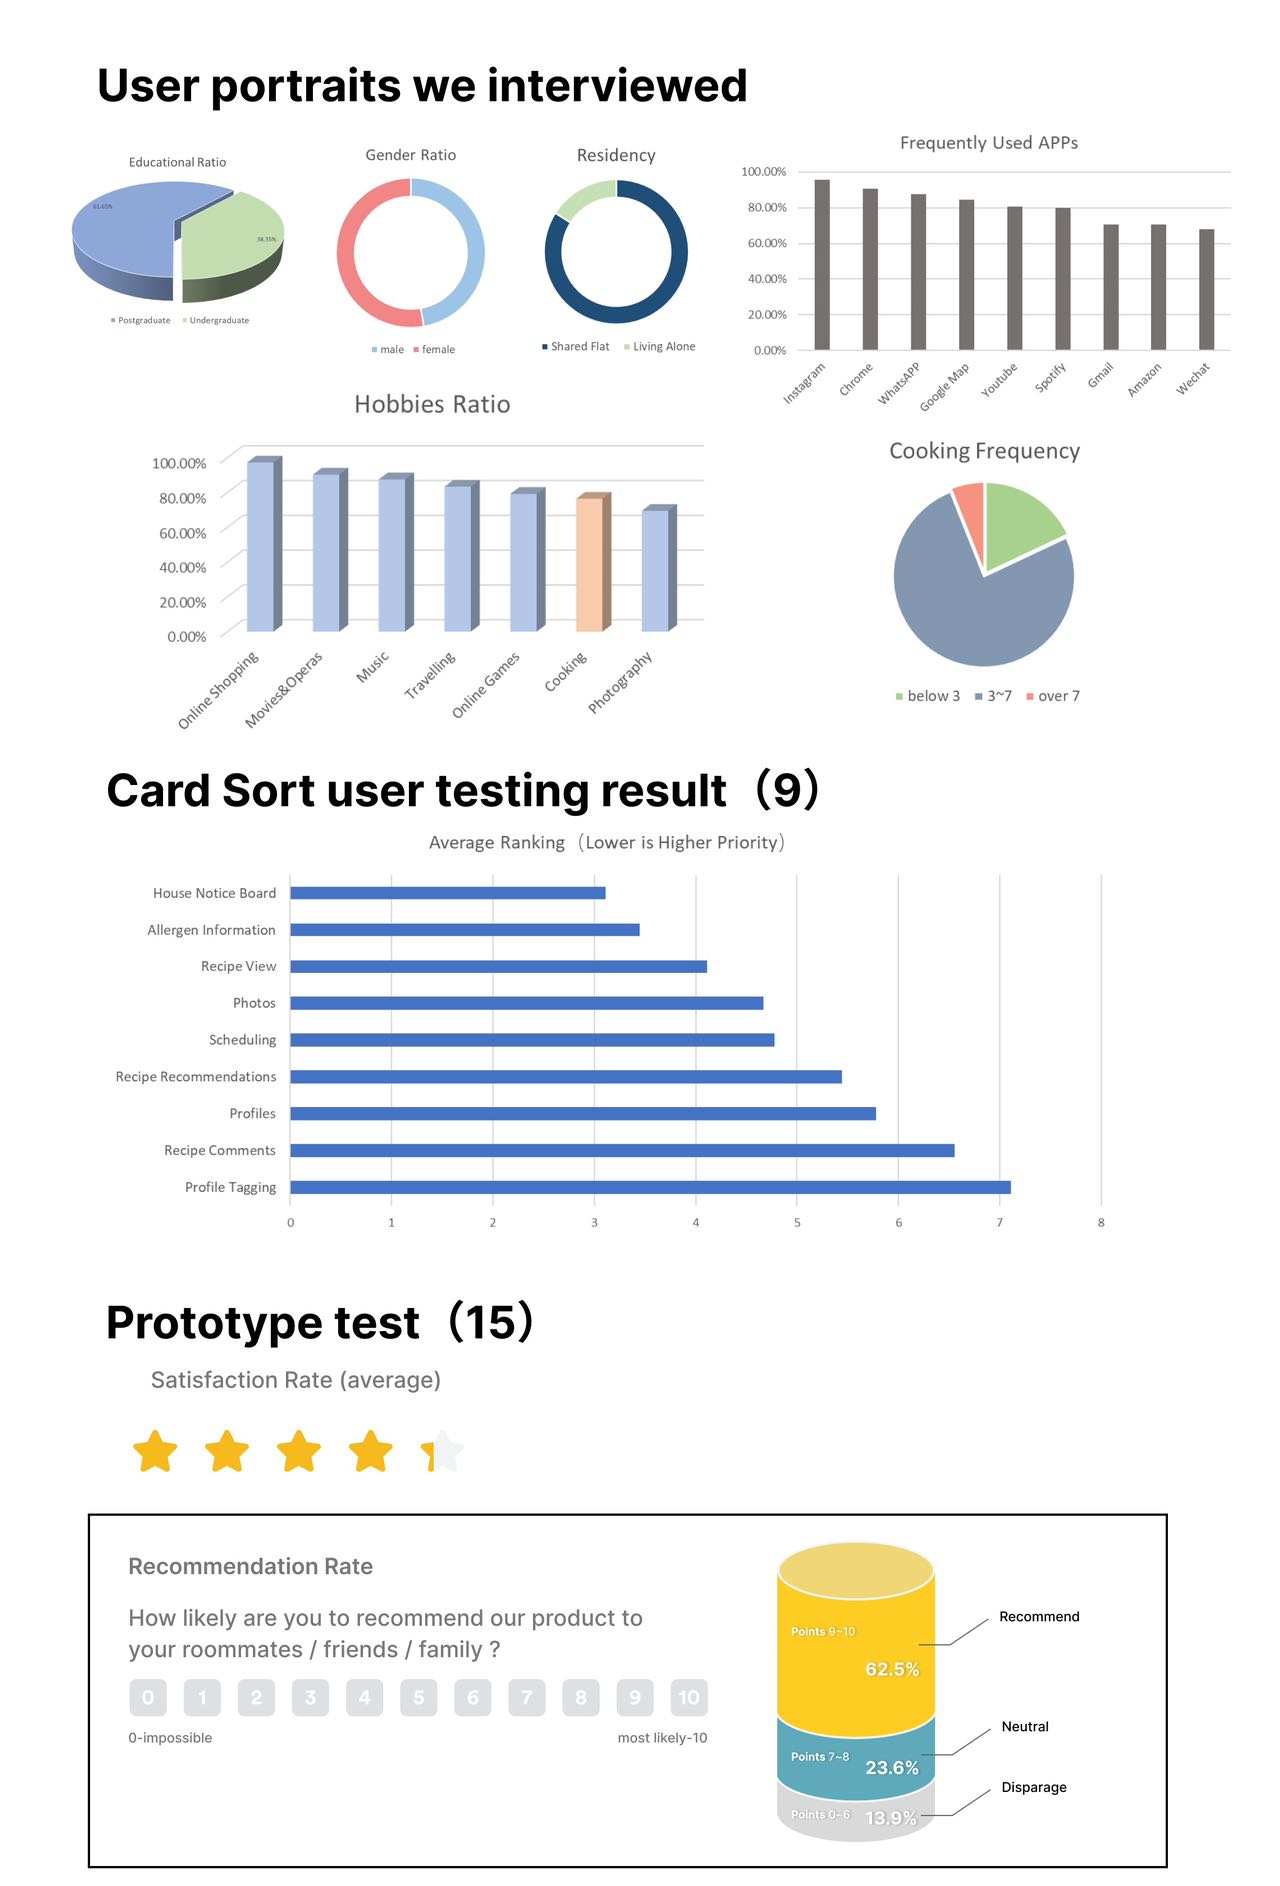 User portraits we interviewed
Educational Ratio
61.65%
38.35%
Postgraduate Undergraduate
Gender Ratio
male female
Residency
Shared Flat Living Alone
Frequently Used APPs
100.00%
80.00%
60.00%
40.00%
20.00%
0.00%
Instagram
Chrome
WhatsAPP
Google Map
Youtube
Spotify
Gmail
Amazon
Wechat
Hobbies Ratio
100.00%
80.00%
60.00%
40.00%
20.00%
0.00%
Online Shopping
Movies&Operas
Music
Travelling
Online Games
Cooking
Photography
Cooking Frequency
below 3 3~7 over 7
Card Sort user testing result（9）
Average Ranking（Lower is Higher Priority）
House Notice Board
Allergen Information
Recipe View
Photos
Scheduling
Recipe Recommendations
Profiles
Recipe Comments
Profile Tagging
0 1 2 3 4 5 6 7 8
Prototype test（15）
Satisfaction Rate (average)
Recommendation Rate
How likely are you to recommend our product to
your roommates / friends / family ?
0 1 2 3 4 5 6 7 8 9 10
0-impossible most likely-10
Points 9~10
62.5%
Recommend
Points 7~8
23.6%
Neutral
Points 0~6
13.9%
Disparage